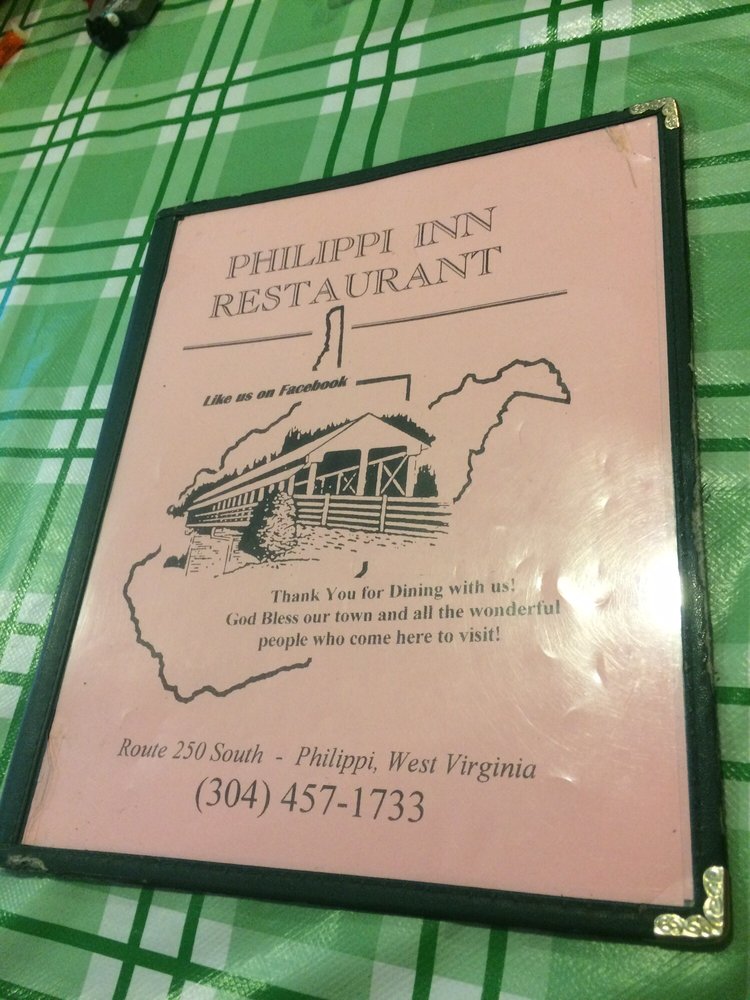 PHILIPPI INN
RESTAURANT
Like us on Facebook
Thank You for Dining with us!
God Bless our town and all the wonderful
people who come here to visit!
Route 250 South - Philippi, West Virginia
(304) 457-1733